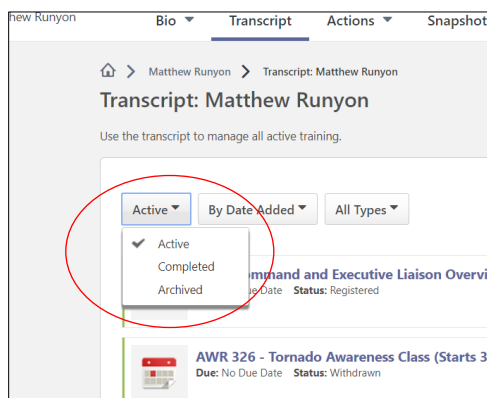 hew Runyon
Bio Transcript Actions Snapshot
Matthew Runyon Transcript: Matthew Runyon
Transcript: Matthew Runyon
Use the transcript to manage all active training.
Active By Date Added All Types
Active
Completed
Archived
ommand and Executive Liaison Overvi
e Date Status: Registered
AWR 326 - Tornado Awareness Class (Starts 3
Due: No Due Date Status: Withdrawn